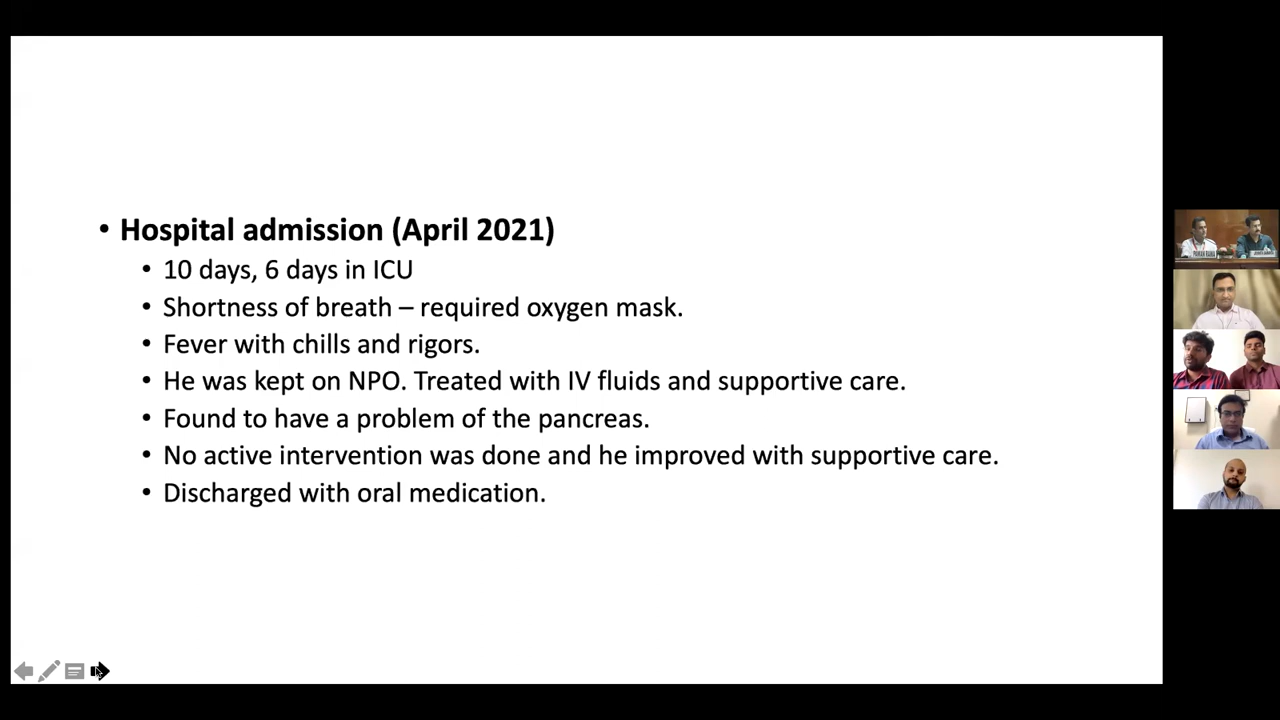 • Hospital admission (April 2021)
• 10 days, 6 days in ICU
• Shortness of breath – required oxygen mask.
• Fever with chills and rigors.
• He was kept on NPO. Treated with IV fluids and supportive care.
• Found to have a problem of the pancreas.
• No active intervention was done and he improved with supportive care.
• Discharged with oral medication.